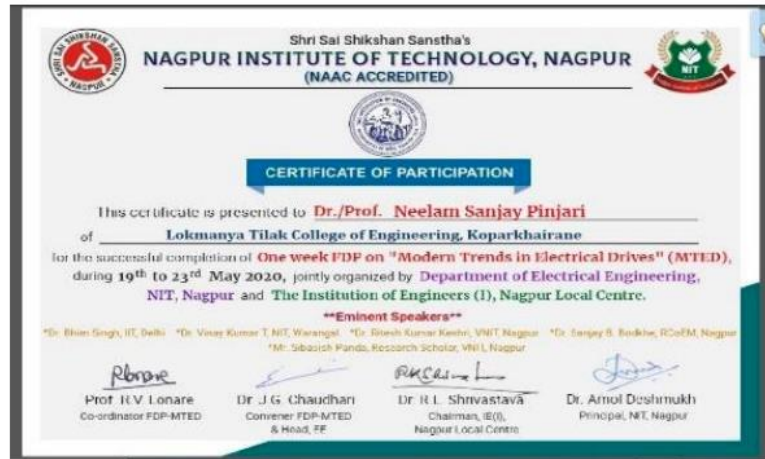 Shri Sai Shikshan Sanstha's
NAGPUR INSTITUTE OF TECHNOLOGY, NAGPUR
(NAAC ACCREDITED)
SHRI SAI SHIKSHAN SANSTHA
NAGPUR
NIT
CERTIFICATE OF PARTICIPATION
This certificate is presented to Dr./Prof. Neelam Sanjay Pinjari
of Lokmanya Tilak College of Engineering, Koparkhairane
for the successful completion of One week FDP on "Modern Trends in Electrical Drives" (MTED),
during 19th to 23rd May 2020, jointly organized by Department of Electrical Engineering,
NIT, Nagpur and The Institution of Engineers (I), Nagpur Local Centre.
**Eminent Speakers**
*Dr. Bhim Singh, IIT, Delhi *Dr. Vinay Kumar T, NIT, Warangal *Dr. Ritesh Kumar Keshri, VNIT, Nagpur *Dr. Sanjay B. Bodkhe, RCoEM, Nagpur
*Mr. Sibasish Panda, Research Scholar, VNIT, Nagpur
Prof. R.V. Lonare Dr. J.G. Chaudhari Dr. R.L. Shrivastava Dr. Amol Deshmukh
Co-ordinator FDP-MTED Convener FDP-MTED Chairman, IE(I), Principal, NIT, Nagpur
& Head, EE Nagpur Local Centre